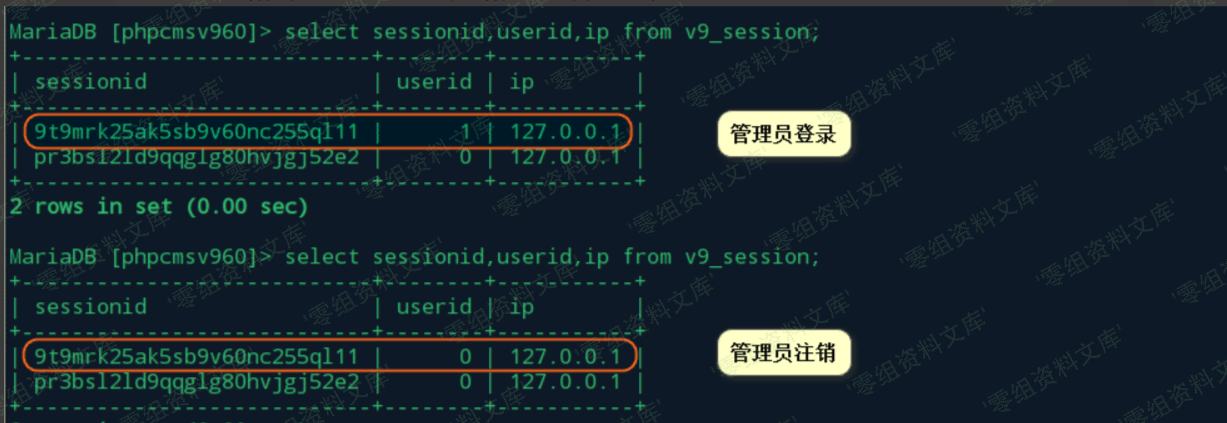 MariaDB [phpcmsv960]> select sessionid,userid,ip from v9_session;
+----------------------------+--------+-----------+
| sessionid                  | userid | ip        |
+----------------------------+--------+-----------+
| 9t9mrk25ak5sb9v60nc255ql11 |      1 | 127.0.0.1 |
管理员登录
| pr3bsl2ld9qqglg80hvjgj52e2 |      0 | 127.0.0.1 |
+----------------------------+--------+-----------+
2 rows in set (0.00 sec)
MariaDB [phpcmsv960]> select sessionid,userid,ip from v9_session;
+----------------------------+--------+-----------+
| sessionid                  | userid | ip        |
+----------------------------+--------+-----------+
| 9t9mrk25ak5sb9v60nc255ql11 |      0 | 127.0.0.1 |
管理员注销
| pr3bsl2ld9qqglg80hvjgj52e2 |      0 | 127.0.0.1 |
+----------------------------+--------+-----------+
'零组资料文库'